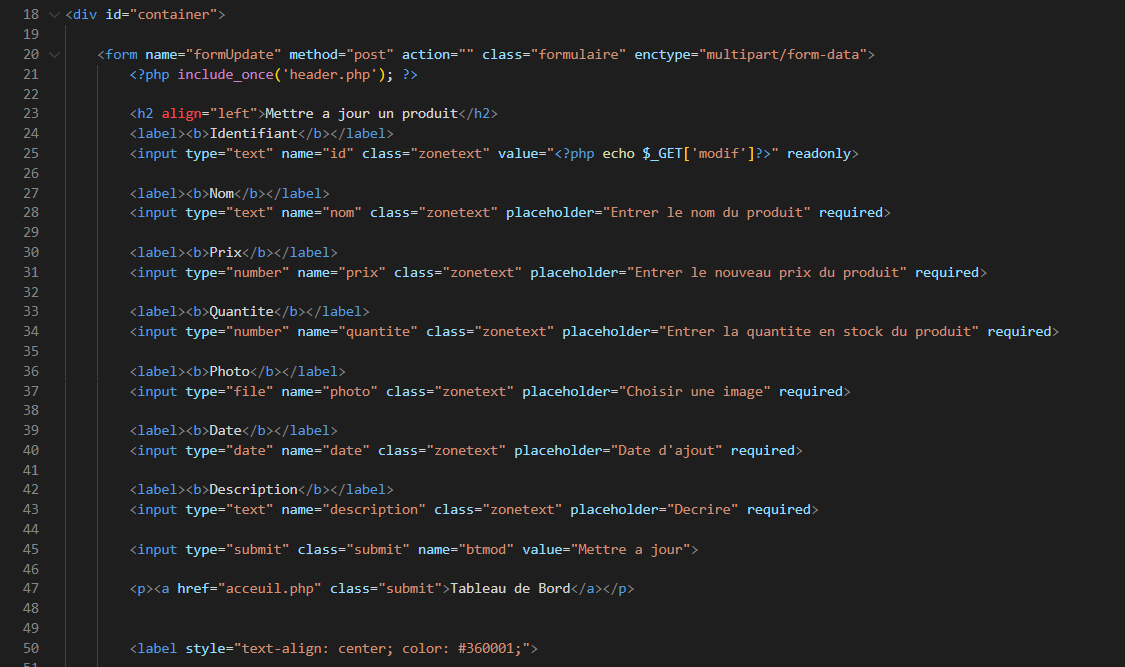 18 <div id="container">
19
20 <form name="formUpdate" method="post" action="" class="formulaire" enctype="multipart/form-data">
21 <?php include_once('header.php'); ?>
22
23 <h2 align="left">Mettre a jour un produit</h2>
24 <label><b>Identifiant</b></label>
25 <input type="text" name="id" class="zonetext" value="<?php echo $_GET['modif']?>" readonly>
26
27 <label><b>Nom</b></label>
28 <input type="text" name="nom" class="zonetext" placeholder="Entrer le nom du produit" required>
29
30 <label><b>Prix</b></label>
31 <input type="number" name="prix" class="zonetext" placeholder="Entrer le nouveau prix du produit" required>
32
33 <label><b>Quantite</b></label>
34 <input type="number" name="quantite" class="zonetext" placeholder="Entrer la quantite en stock du produit" required>
35
36 <label><b>Photo</b></label>
37 <input type="file" name="photo" class="zonetext" placeholder="Choisir une image" required>
38
39 <label><b>Date</b></label>
40 <input type="date" name="date" class="zonetext" placeholder="Date d'ajout" required>
41
42 <label><b>Description</b></label>
43 <input type="text" name="description" class="zonetext" placeholder="Decrire" required>
44
45 <input type="submit" class="submit" name="btmod" value="Mettre a jour">
46
47 <p><a href="acceuil.php" class="submit">Tableau de Bord</a></p>
48
49
50 <label style="text-align: center; color: #360001;">
51